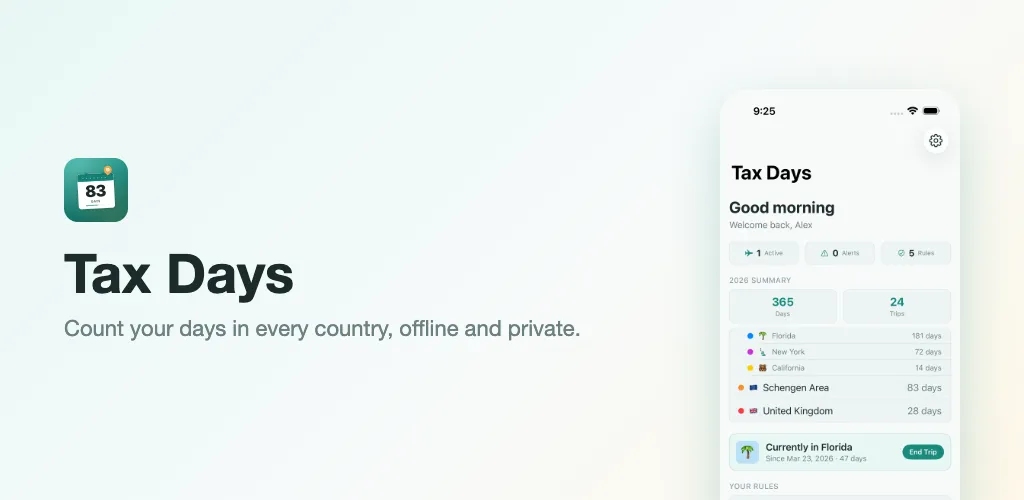 83
DAYS
Tax Days
Count your days in every country, offline and private.
9:25
Tax Days
Good morning
Welcome back, Alex
1 Active
0 Alerts
5 Rules
2026 SUMMARY
365
Days
24
Trips
Florida 181 days
New York 72 days
California 14 days
Schengen Area 83 days
United Kingdom 28 days
Currently in Florida
Since Mar 23, 2026 · 47 days
End Trip
YOUR RULES